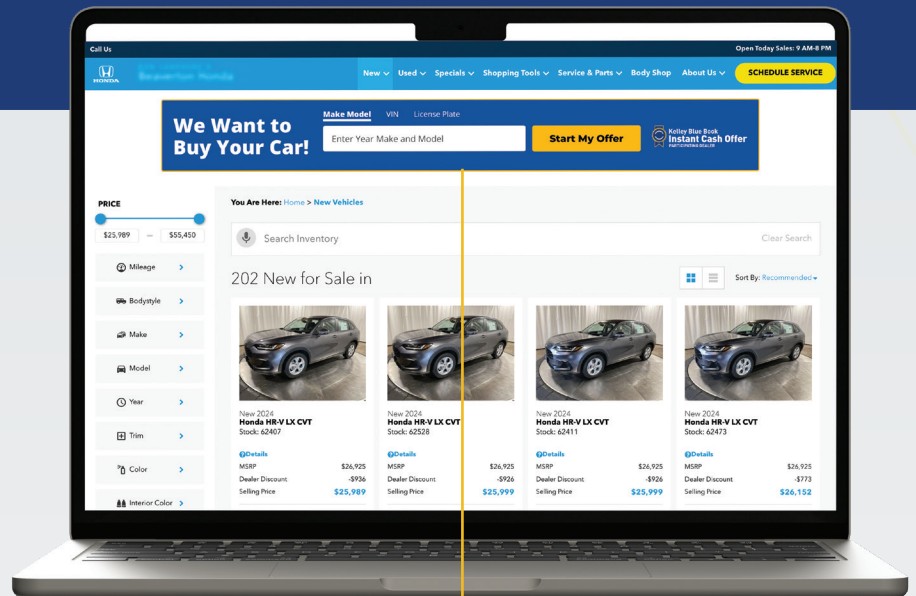 Call Us
Open Today Sales: 9 AM-8 PM
HONDA
New Used Specials Shopping Tools Service & Parts Body Shop About Us SCHEDULE SERVICE
We Want to
Buy Your Car!
Make Model VIN License Plate
Enter Year Make and Model
Start My Offer
Kelley Blue Book
Instant Cash Offer
PARTICIPATING DEALER
PRICE
$25,989 — $55,450
Mileage >
Bodystyle >
Make >
Model >
Year >
Trim >
Color >
Interior Color >
You Are Here: Home > New Vehicles
Search Inventory
Clear Search
202 New for Sale in
Sort By: Recommended
New 2024
Honda HR-V LX CVT
Stock: 62407
Details
MSRP $26,925
Dealer Discount -$936
Selling Price $25,989
New 2024
Honda HR-V LX CVT
Stock: 62528
Details
MSRP $26,925
Dealer Discount -$926
Selling Price $25,999
New 2024
Honda HR-V LX CVT
Stock: 62411
Details
MSRP $26,925
Dealer Discount -$926
Selling Price $25,999
New 2024
Honda HR-V LX CVT
Stock: 62473
Details
MSRP $26,925
Dealer Discount -$773
Selling Price $26,152